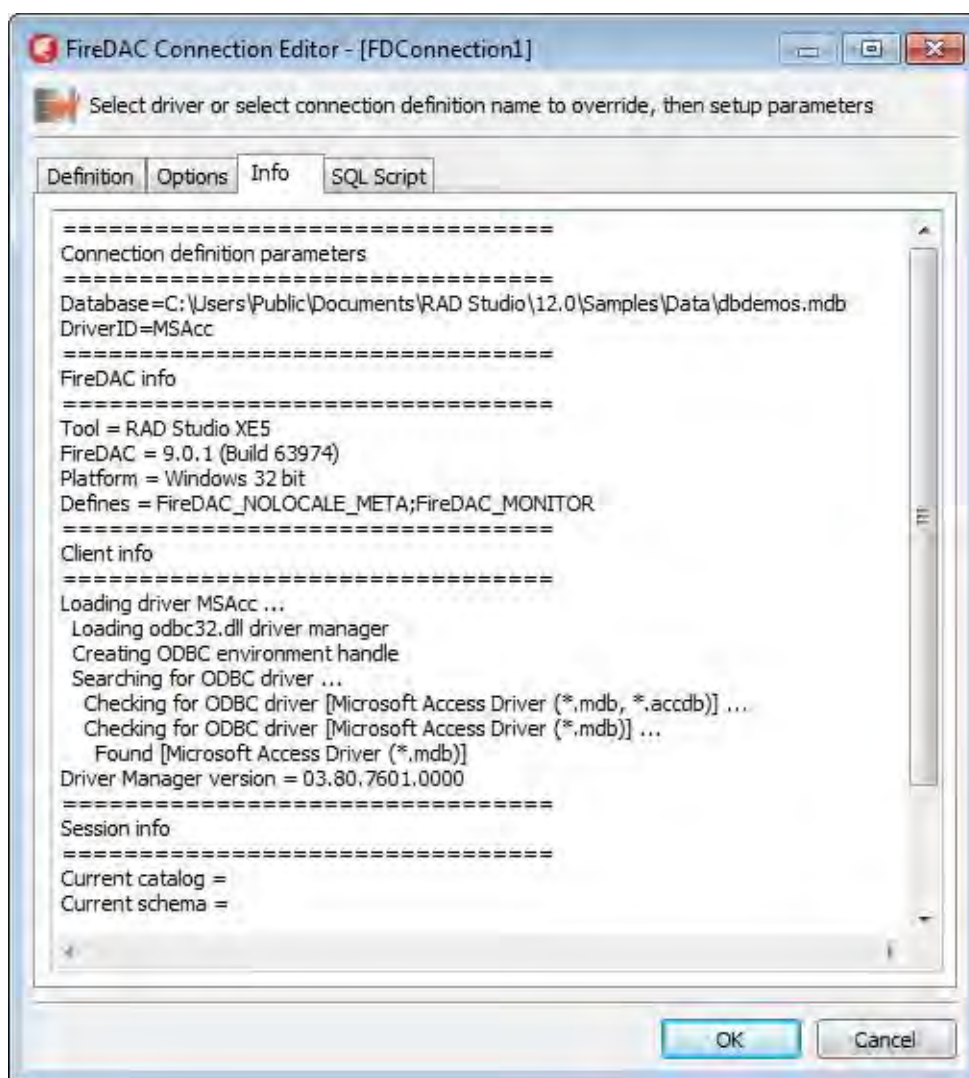 FireDAC Connection Editor - [FDConnection1]
Select driver or select connection definition name to override, then setup parameters
Definition Options Info SQL Script
=================================
Connection definition parameters
=================================
Database=C:\Users\Public\Documents\RAD Studio\12.0\Samples\Data\dbdemos.mdb
DriverID=MSAcc
=================================
FireDAC info
=================================
Tool = RAD Studio XE5
FireDAC = 9.0.1 (Build 63974)
Platform = Windows 32 bit
Defines = FireDAC_NOLOCALE_META;FireDAC_MONITOR
=================================
Client info
=================================
Loading driver MSAcc ...
Loading odbc32.dll driver manager
Creating ODBC environment handle
Searching for ODBC driver ...
Checking for ODBC driver [Microsoft Access Driver (*.mdb, *.accdb)] ...
Checking for ODBC driver [Microsoft Access Driver (*.mdb)] ...
Found [Microsoft Access Driver (*.mdb)]
Driver Manager version = 03.80.7601.0000
=================================
Session info
=================================
Current catalog =
Current schema =
OK Cancel